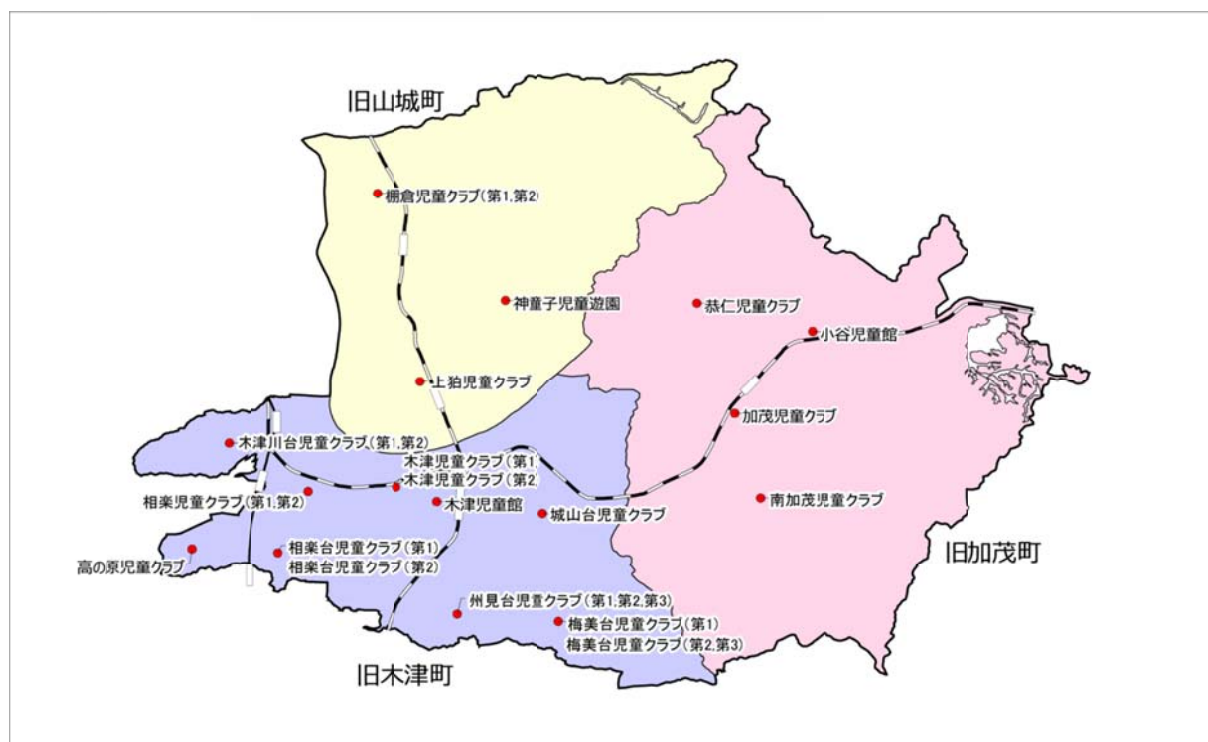 旧山城町
棚倉児童クラブ(第1,第2)
神童子児童遊園
恭仁児童クラブ
小谷児童館
上狛児童クラブ
加茂児童クラブ
木津川台児童クラブ(第1,第2)
木津児童クラブ(第1)
木津児童クラブ(第2)
相楽児童クラブ(第1,第2)
木津児童館
城山台児童クラブ
南加茂児童クラブ
旧加茂町
相楽台児童クラブ(第1)
高の原児童クラブ
相楽台児童クラブ(第2)
州見台児童クラブ(第1,第2,第3)
梅美台児童クラブ(第1)
梅美台児童クラブ(第2,第3)
旧木津町